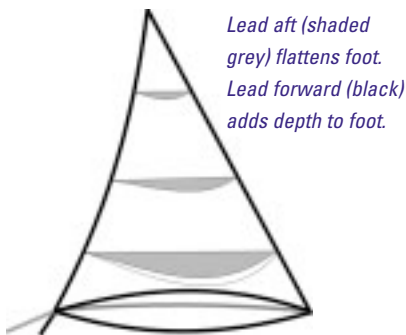 Lead aft (shaded
grey) flattens foot.
Lead forward (black)
adds depth to foot.